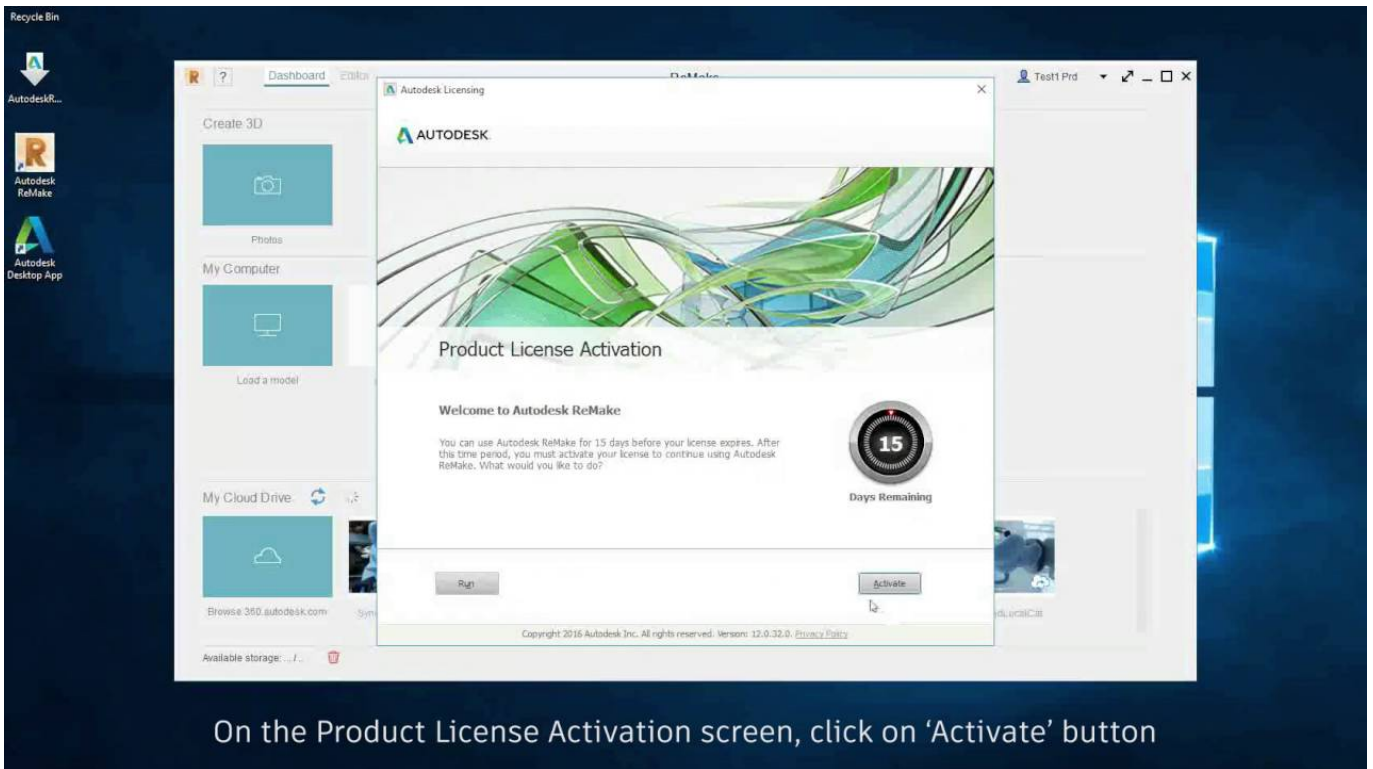 Recycle Bin
AutodeskR...
Autodesk
ReMake
Autodesk
Desktop App
R ? Dashboard Editor ReMake Test1 Prd
Create 3D
Photos
My Computer
Load a model
My Cloud Drive
Browse 360.autodesk.com
Available storage: .../...
Autodesk Licensing
AUTODESK
Product License Activation
Welcome to Autodesk ReMake
You can use Autodesk ReMake for 15 days before your license expires. After
this time period, you must activate your license to continue using Autodesk
ReMake. What would you like to do?
15
Days Remaining
Run
Activate
Copyright 2016 Autodesk Inc. All rights reserved. Version: 12.0.32.0. Privacy Policy
On the Product License Activation screen, click on ‘Activate’ button